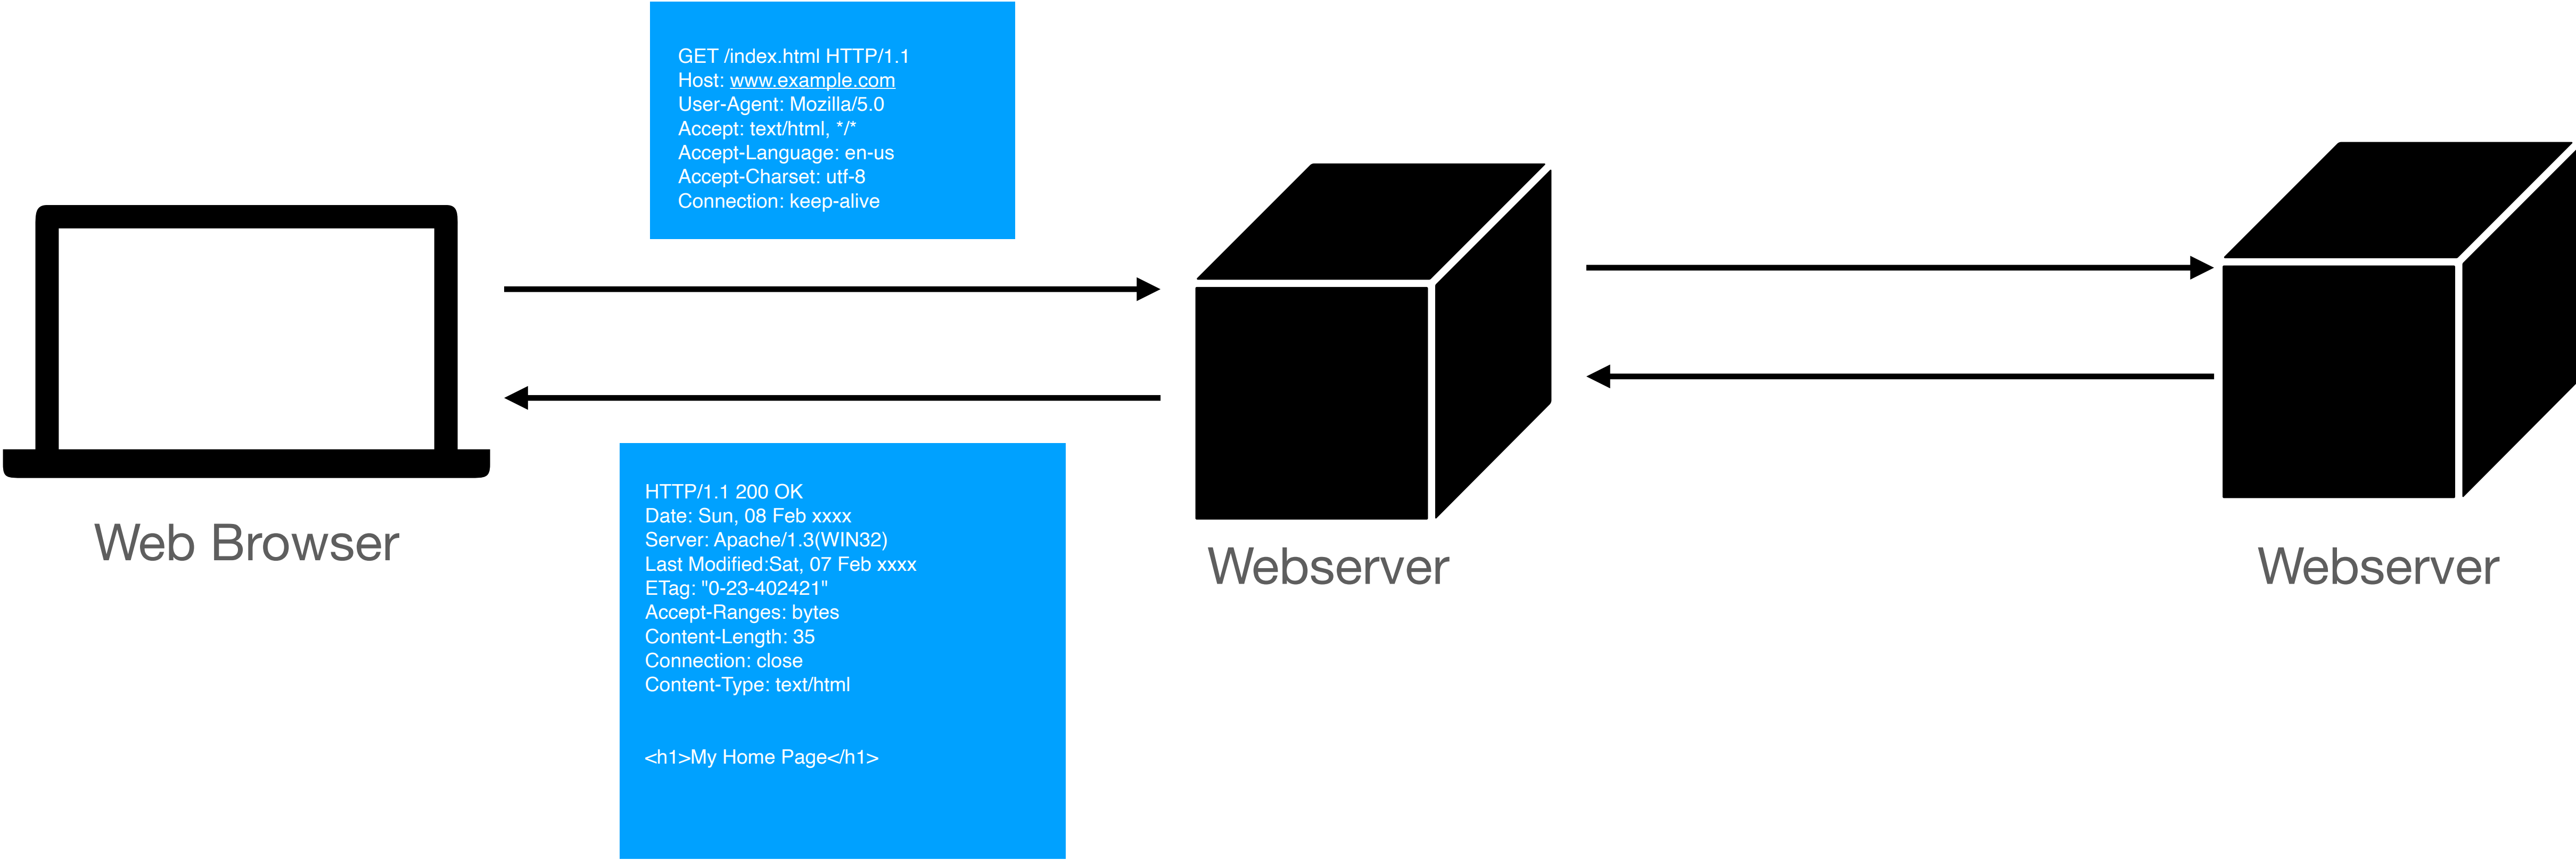 GET /index.html HTTP/1.1
Host: www.example.com
User-Agent: Mozilla/5.0
Accept: text/html, */*
Accept-Language: en-us
Accept-Charset: utf-8
Connection: keep-alive
HTTP/1.1 200 OK
Date: Sun, 08 Feb xxxx
Server: Apache/1.3(WIN32)
Last Modified:Sat, 07 Feb xxxx
ETag: "0-23-402421"
Accept-Ranges: bytes
Content-Length: 35
Connection: close
Content-Type: text/html
<h1>My Home Page</h1>
Web Browser
Webserver
Webserver